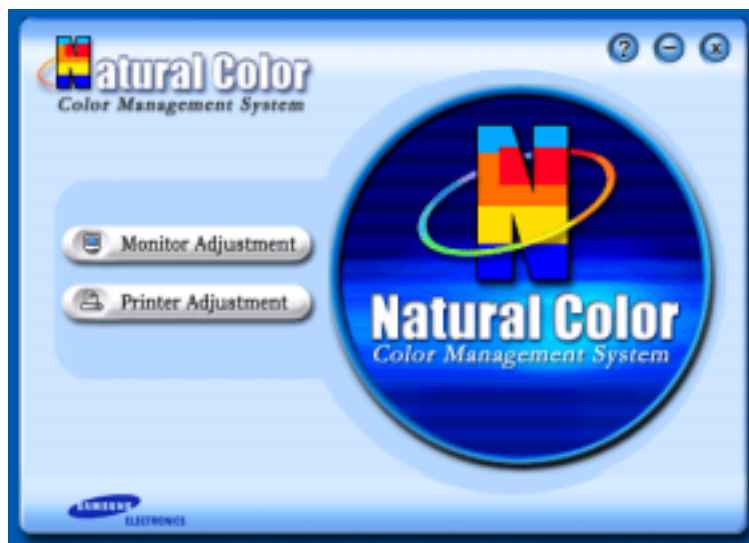 Natural Color
Color Management System
Monitor Adjustment
Printer Adjustment
N
Natural Color
Color Management System
SAMSUNG
ELECTRONICS